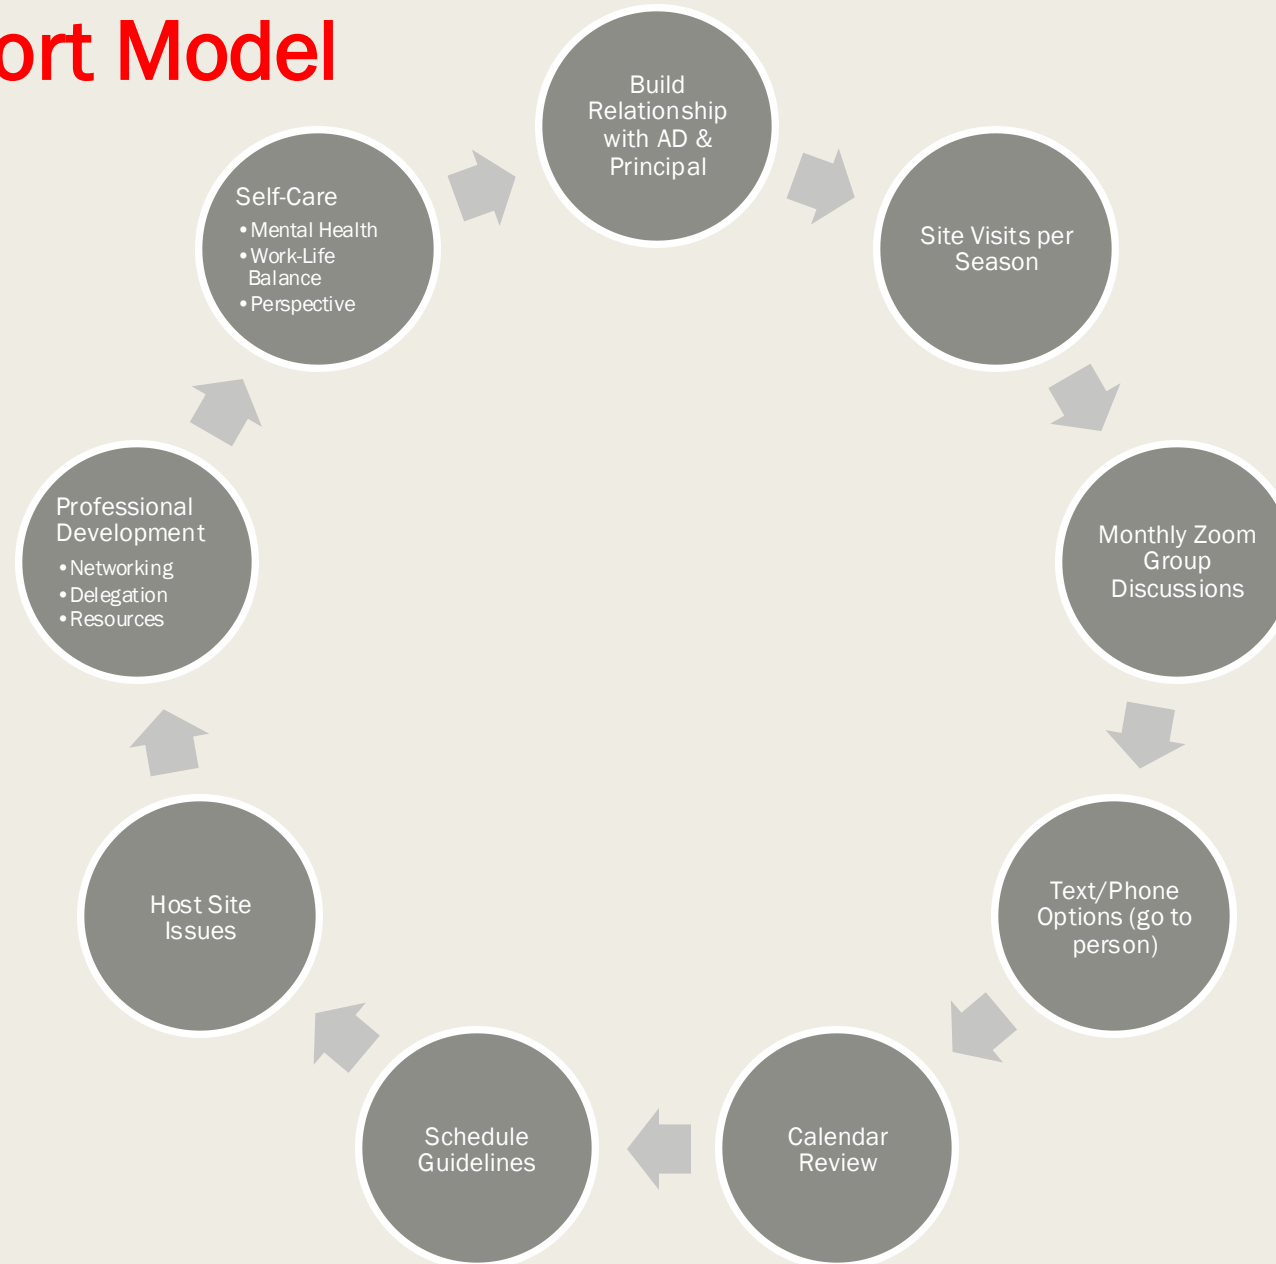 ort Model
Build
Relationship
with AD &
Principal
Site Visits per
Season
Monthly Zoom
Group
Discussions
Text/Phone
Options (go to
person)
Calendar
Review
Schedule
Guidelines
Host Site
Issues
Professional
Development
•Networking
•Delegation
•Resources
Self-Care
•Mental Health
•Work-Life
Balance
•Perspective